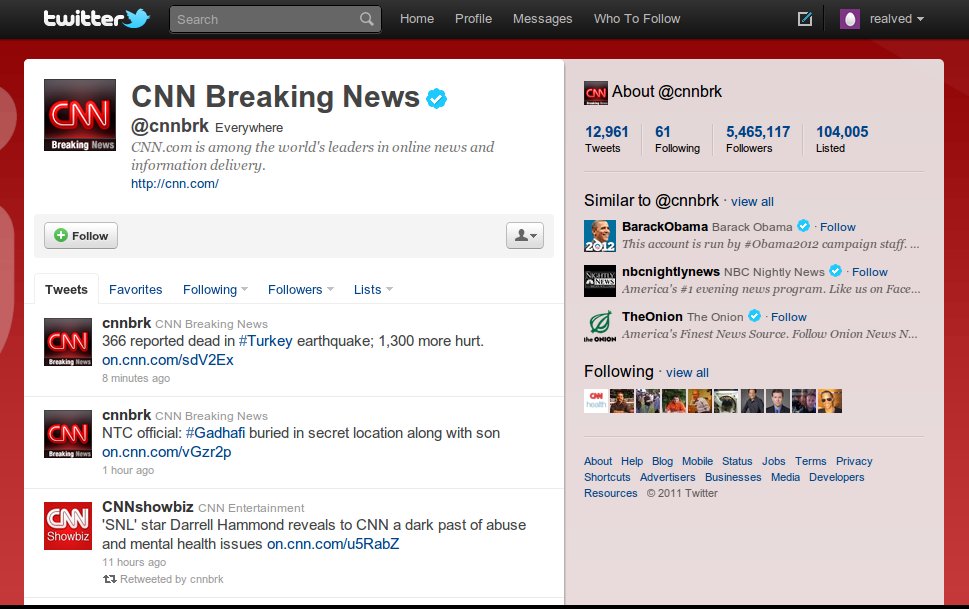 twitter
Search
Home Profile Messages Who To Follow
realved
CNN
Breaking News
CNN Breaking News
@cnnbrk Everywhere
CNN.com is among the world's leaders in online news and
information delivery.
http://cnn.com/
Follow
Tweets Favorites Following Followers Lists
CNN
Breaking News
cnnbrk CNN Breaking News
366 reported dead in #Turkey earthquake; 1,300 more hurt.
on.cnn.com/sdV2Ex
8 minutes ago
CNN
Breaking News
cnnbrk CNN Breaking News
NTC official: #Gadhafi buried in secret location along with son
on.cnn.com/vGzr2p
1 hour ago
CNN
Showbiz
CNNshowbiz CNN Entertainment
'SNL' star Darrell Hammond reveals to CNN a dark past of abuse
and mental health issues on.cnn.com/u5RabZ
11 hours ago
Retweeted by cnnbrk
CNN
About @cnnbrk
12,961 61 5,465,117 104,005
Tweets Following Followers Listed
Similar to @cnnbrk · view all
2012
BarackObama Barack Obama · Follow
This account is run by #Obama2012 campaign staff. ...
NIGHTLY
NEWS
nbcnightlynews NBC Nightly News · Follow
America's #1 evening news program. Like us on Face...
the ONION
TheOnion The Onion · Follow
America's Finest News Source. Follow Onion News N...
Following · view all
CNN
health
About Help Blog Mobile Status Jobs Terms Privacy
Shortcuts Advertisers Businesses Media Developers
Resources © 2011 Twitter